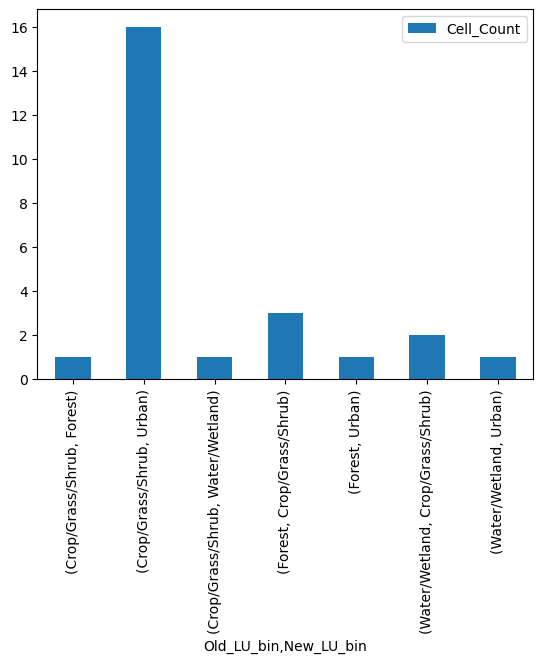 16
14
12
10
8
6
4
2
0
Cell_Count
(Crop/Grass/Shrub, Forest)
(Crop/Grass/Shrub, Urban)
(Crop/Grass/Shrub, Water/Wetland)
(Forest, Crop/Grass/Shrub)
(Forest, Urban)
(Water/Wetland, Crop/Grass/Shrub)
(Water/Wetland, Urban)
Old_LU_bin,New_LU_bin